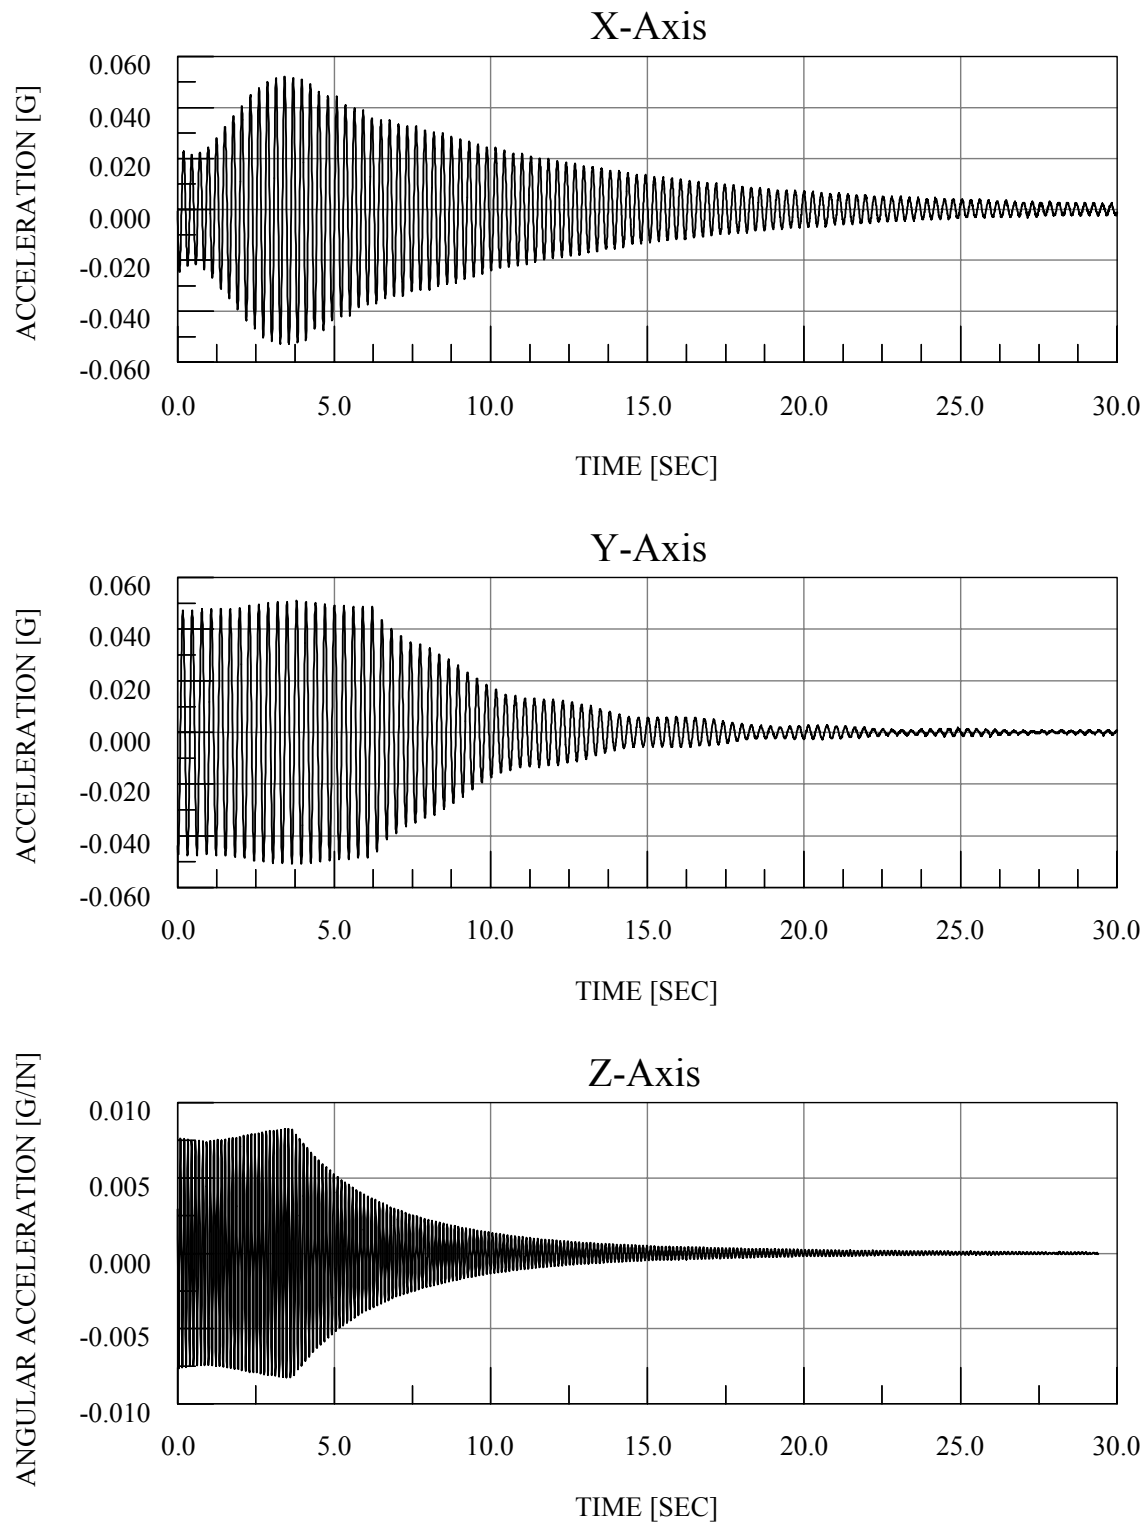 X-Axis
ACCELERATION [G]
0.060
0.040
0.020
0.000
-0.020
-0.040
-0.060
0.0 5.0 10.0 15.0 20.0 25.0 30.0
TIME [SEC]
Y-Axis
ACCELERATION [G]
0.060
0.040
0.020
0.000
-0.020
-0.040
-0.060
0.0 5.0 10.0 15.0 20.0 25.0 30.0
TIME [SEC]
Z-Axis
ANGULAR ACCELERATION [G/IN]
0.010
0.005
0.000
-0.005
-0.010
0.0 5.0 10.0 15.0 20.0 25.0 30.0
TIME [SEC]